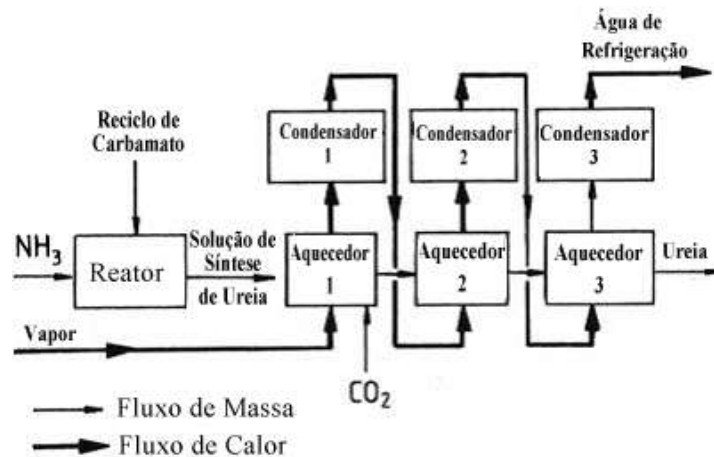 Água de
Refrigeração
Reciclo de
Carbamato
Condensador
1
Condensador
2
Condensador
3
NH3
Reator
Solução de
Síntese
de Ureia
Aquecedor
1
Aquecedor
2
Aquecedor
3
Ureia
Vapor
CO2
Fluxo de Massa
Fluxo de Calor